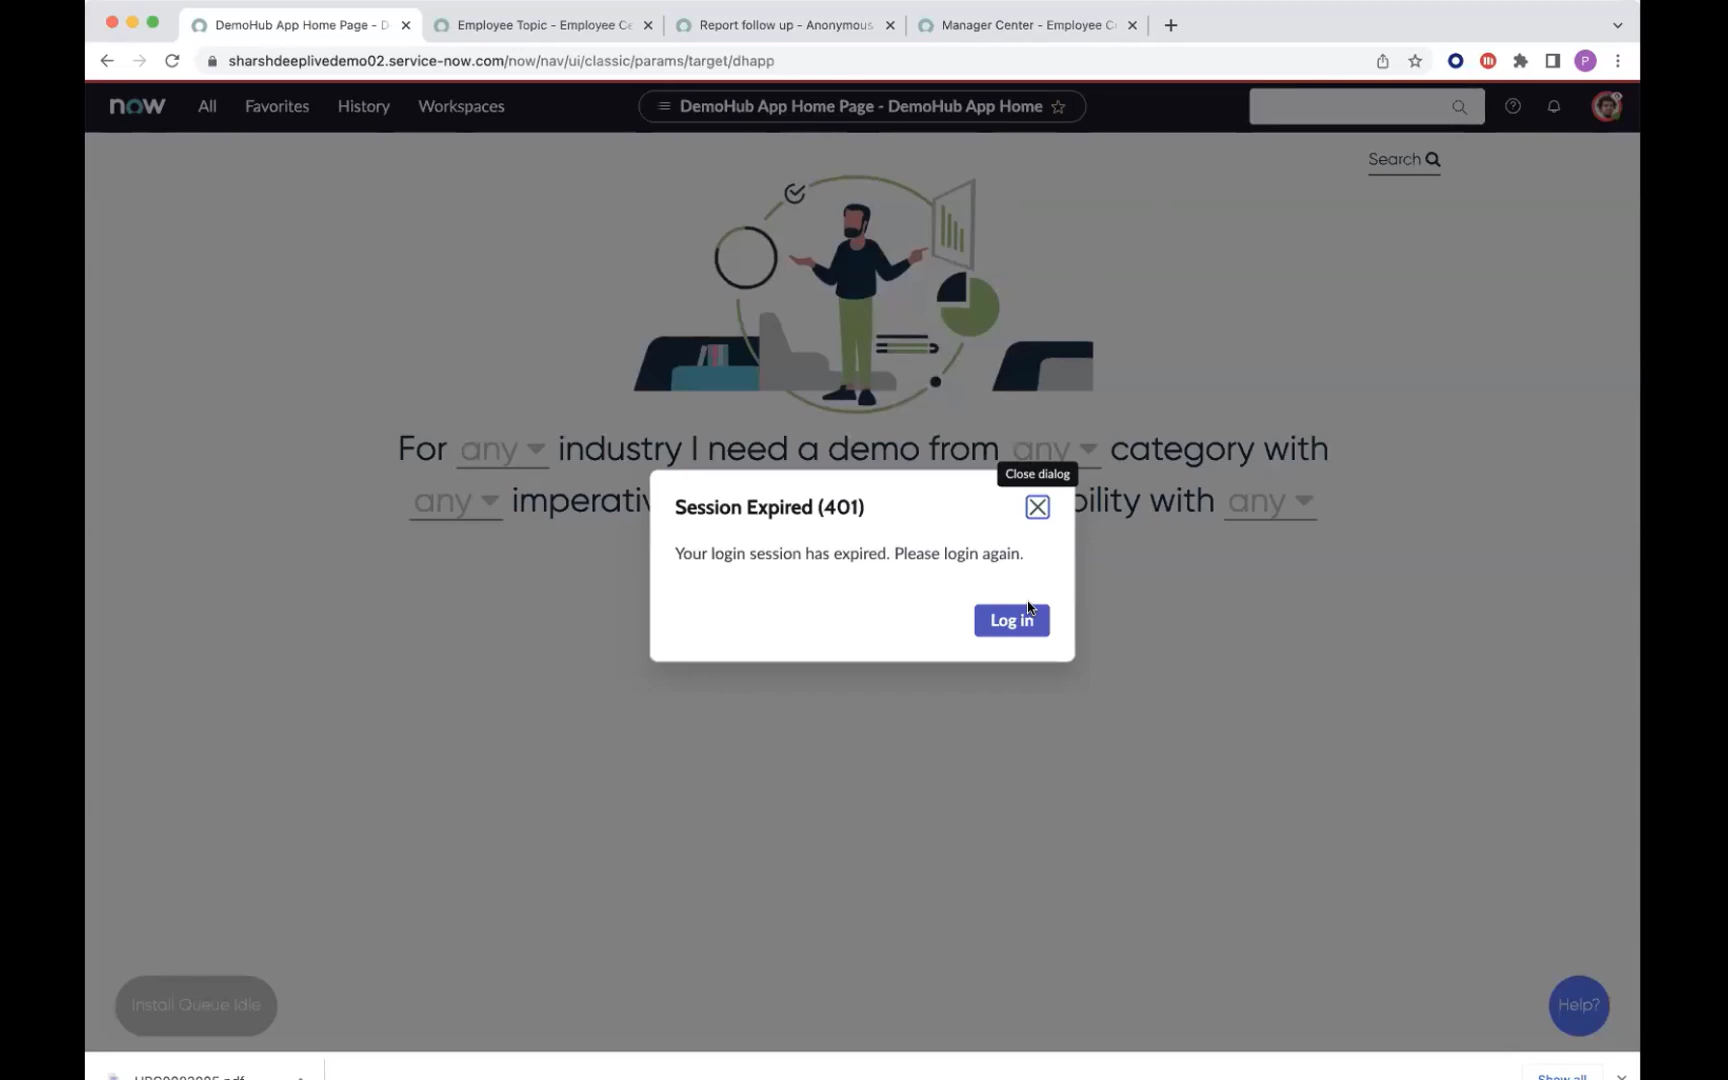 DemoHub App Home Page - D
Employee Topic - Employee Ce
Report follow up - Anonymous
Manager Center - Employee C
sharshdeeplivedemo02.service-now.com/now/nav/ui/classic/params/target/dhapp
P
now
All
Favorites
History
Workspaces
DemoHub App Home Page - DemoHub App Home
Search
For any industry I need a demo from any category with
Close dialog
any imperati
bility with any
Session Expired (401)
Your login session has expired. Please login again.
Log in
Install Queue Idle
Help?
Show all